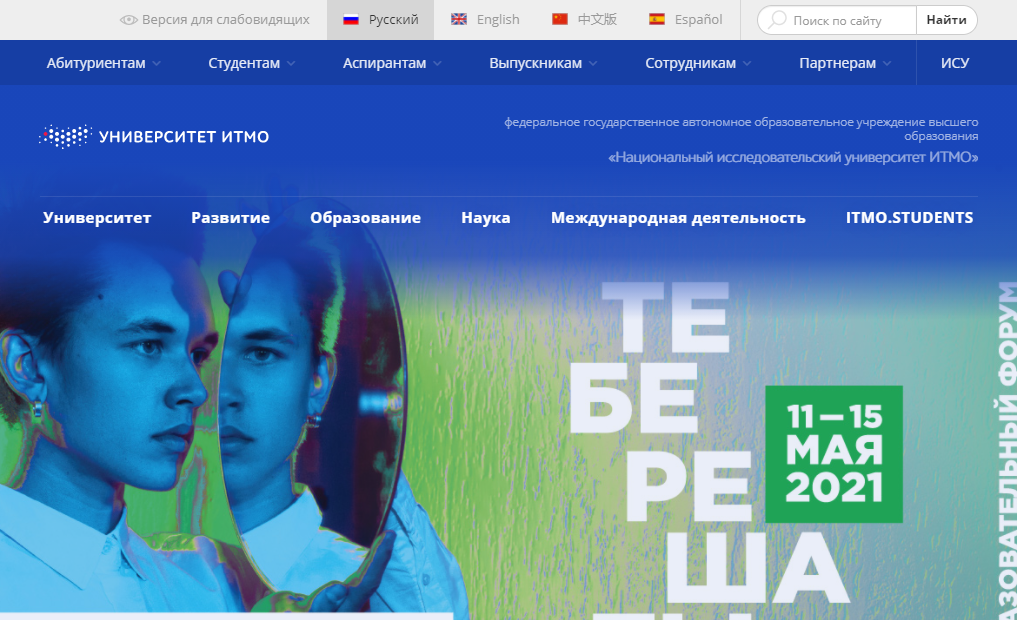 Версия для слабовидящих
Русский
English
中文版
Español
Поиск по сайту
Найти
Абитуриентам
Студентам
Аспирантам
Выпускникам
Сотрудникам
Партнерам
ИСУ
УНИВЕРСИТЕТ ИТМО
федеральное государственное автономное образовательное учреждение высшего
образования
«Национальный исследовательский университет ИТМО»
Университет
Развитие
Образование
Наука
Международная деятельность
ITMO.STUDENTS
ТЕ
БЕ
РЕ
ША
11—15
МАЯ
2021
ФОРУМ